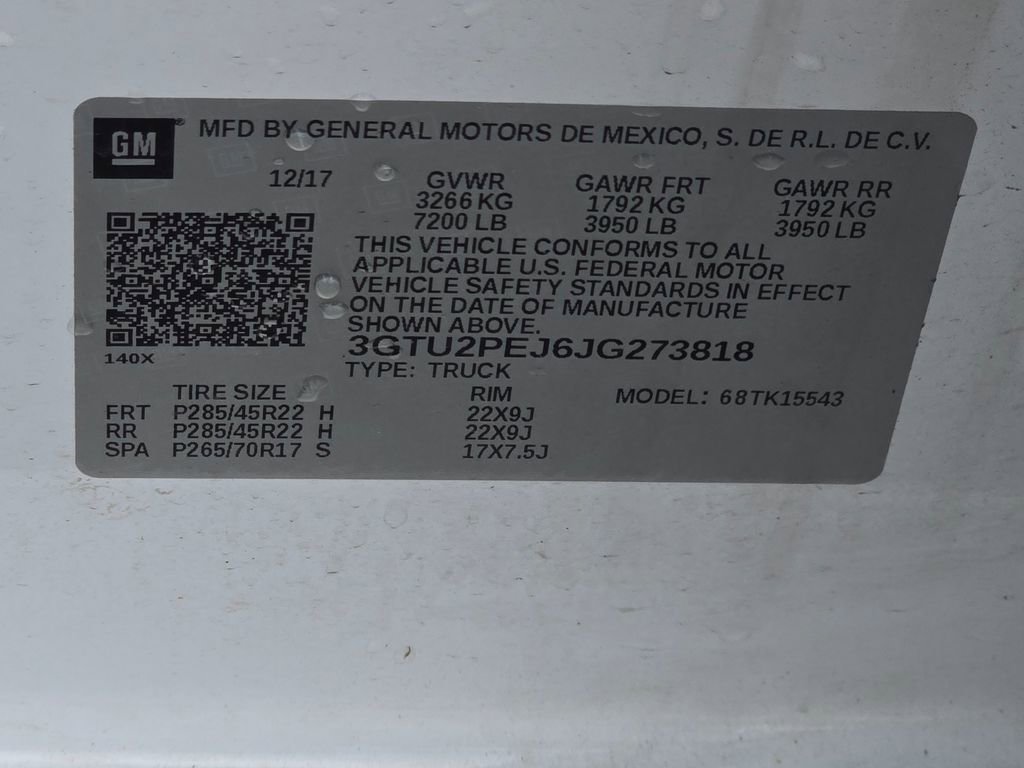 GM® MFD BY GENERAL MOTORS DE MEXICO, S. DE R.L. DE C.V.
12/17 GVWR GAWR FRT GAWR RR
3266 KG 1792 KG 1792 KG
7200 LB 3950 LB 3950 LB
THIS VEHICLE CONFORMS TO ALL
APPLICABLE U.S. FEDERAL MOTOR
VEHICLE SAFETY STANDARDS IN EFFECT
ON THE DATE OF MANUFACTURE
SHOWN ABOVE.
140X 3GTU2PEJ6JG273818
TYPE: TRUCK
TIRE SIZE RIM MODEL: 68TK15543
FRT P285/45R22 H 22X9J
RR P285/45R22 H 22X9J
SPA P265/70R17 S 17X7.5J